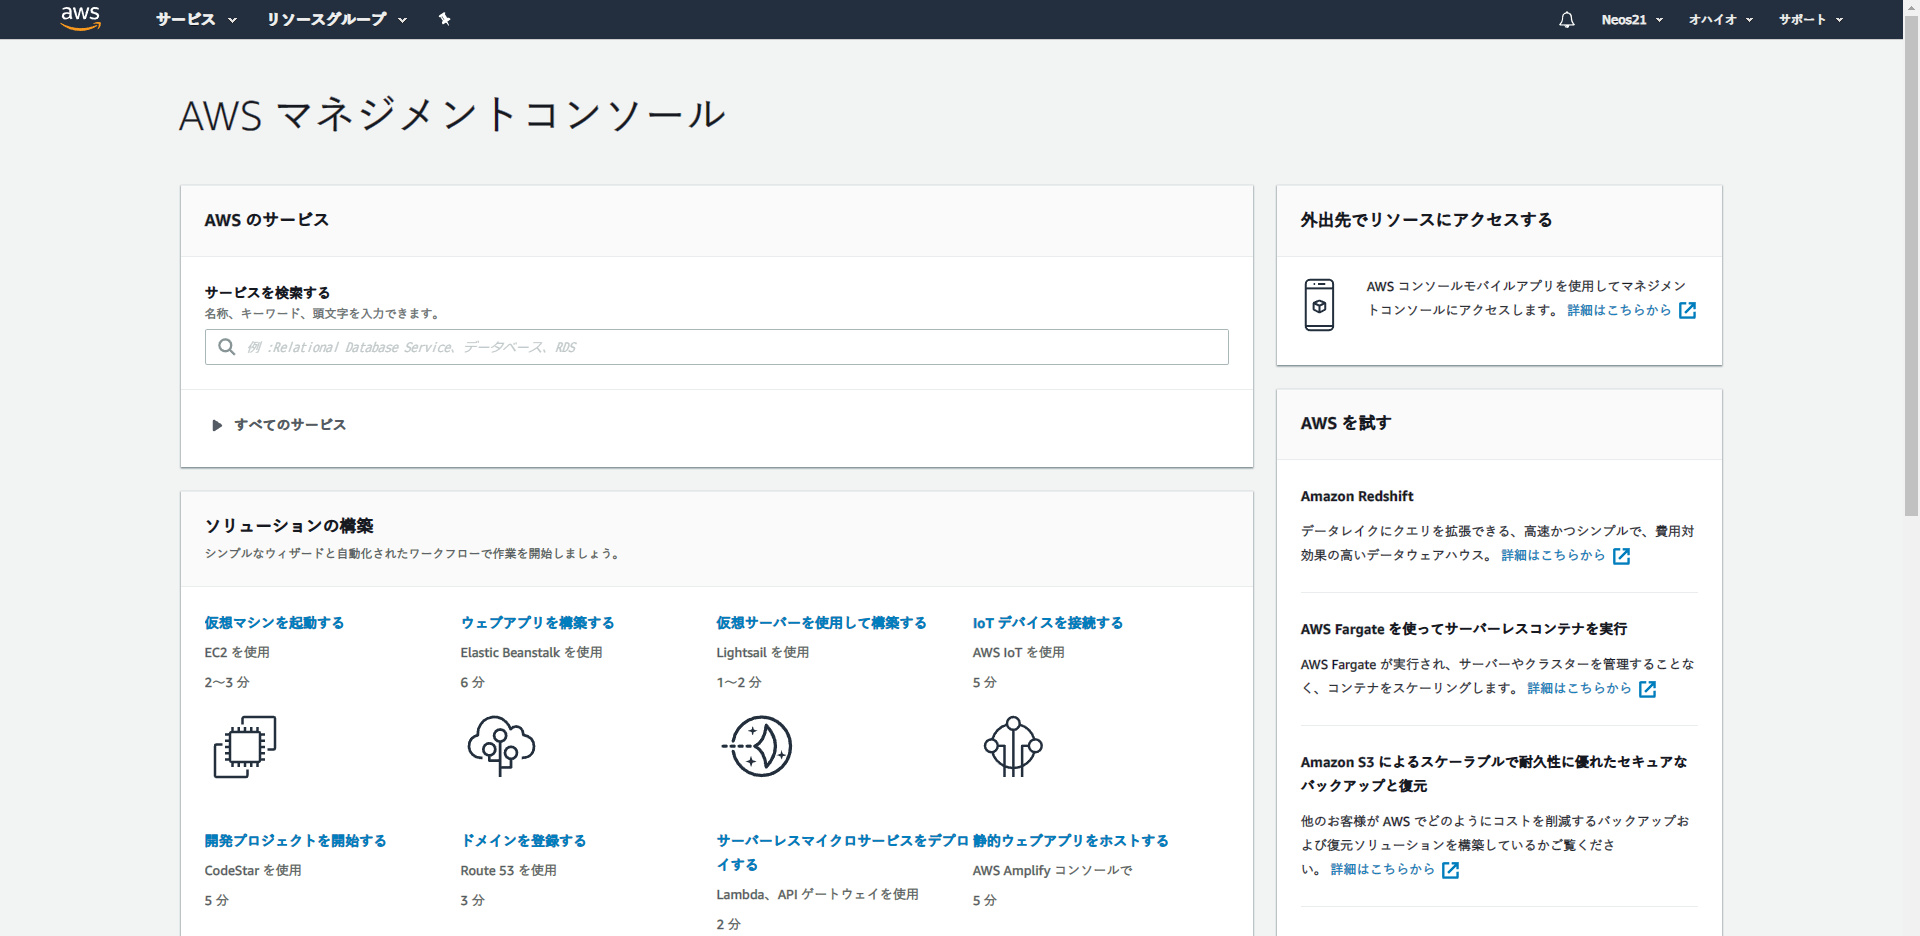 aws サービス リソースグループ Neos21 オハイオ サポート
AWS マネジメントコンソール
AWS のサービス
サービスを検索する
名称、キーワード、頭文字を入力できます。
例 :Relational Database Service、データベース、RDS
すべてのサービス
ソリューションの構築
シンプルなウィザードと自動化されたワークフローで作業を開始しましょう。
仮想マシンを起動する
EC2 を使用
2～3 分
ウェブアプリを構築する
Elastic Beanstalk を使用
6 分
仮想サーバーを使用して構築する
Lightsail を使用
1～2 分
IoT デバイスを接続する
AWS IoT を使用
5 分
開発プロジェクトを開始する
CodeStar を使用
5 分
ドメインを登録する
Route 53 を使用
3 分
サーバーレスマイクロサービスをデプロ
イする
Lambda、API ゲートウェイを使用
2 分
静的ウェブアプリをホストする
AWS Amplify コンソールで
5 分
外出先でリソースにアクセスする
AWS コンソールモバイルアプリを使用してマネジメン
トコンソールにアクセスします。 詳細はこちらから
AWS を試す
Amazon Redshift
データレイクにクエリを拡張できる、高速かつシンプルで、費用対
効果の高いデータウェアハウス。 詳細はこちらから
AWS Fargate を使ってサーバーレスコンテナを実行
AWS Fargate が実行され、サーバーやクラスターを管理することな
く、コンテナをスケーリングします。 詳細はこちらから
Amazon S3 によるスケーラブルで耐久性に優れたセキュアな
バックアップと復元
他のお客様が AWS でどのようにコストを削減するバックアップお
よび復元ソリューションを構築しているかご覧くださ
い。 詳細はこちらから